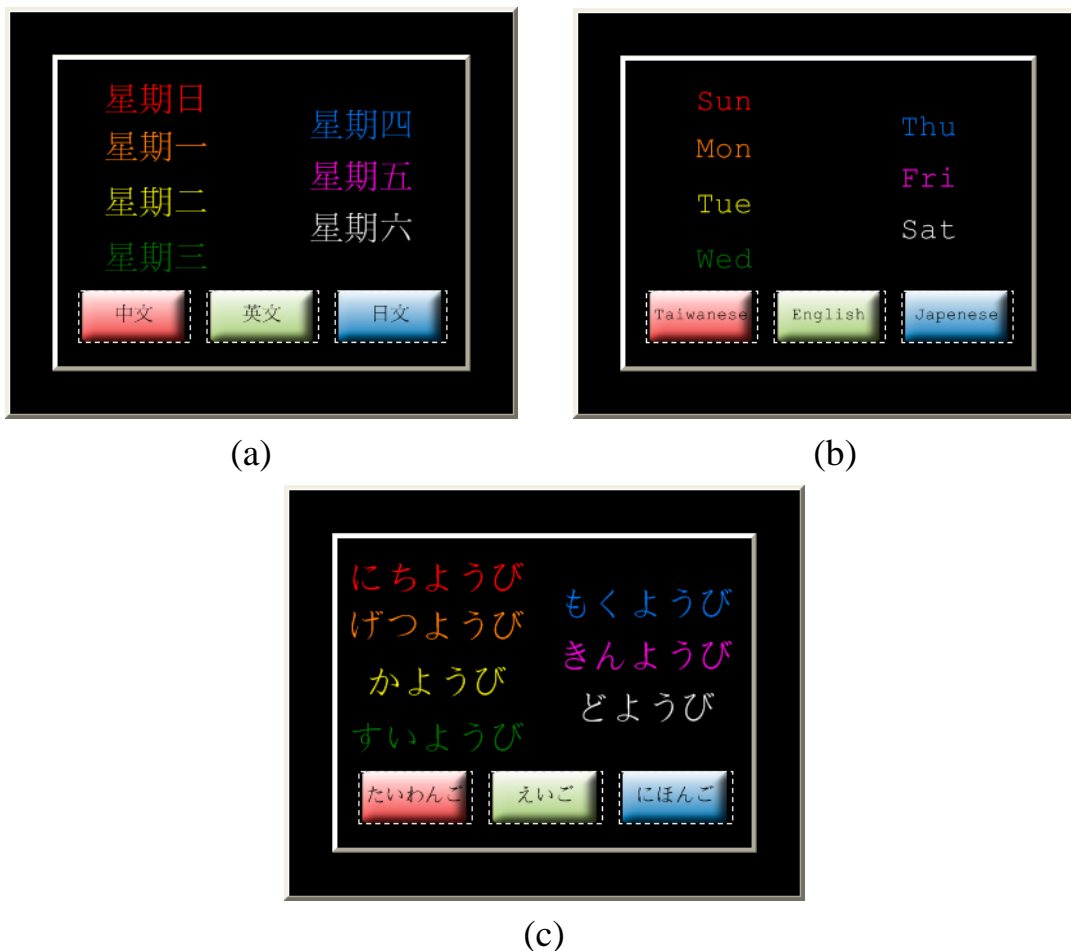 星期日
星期一
星期二
星期三
星期四
星期五
星期六
中文
英文
日文
(a)
Sun
Mon
Tue
Wed
Thu
Fri
Sat
Taiwanese
English
Japenese
(b)
にちようび
げつようび
かようび
すいようび
もくようび
きんようび
どようび
たいわんご
えいご
にほんご
(c)